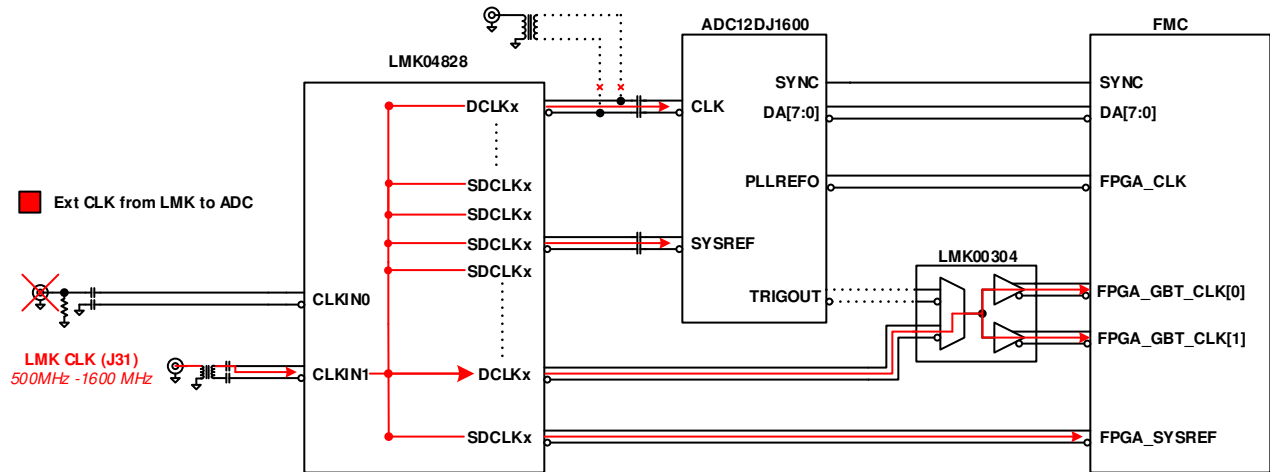 ADC12DJ1600
FMC
LMK04828
SYNC
SYNC
DCLKx
CLK
DA[7:0]
DA[7:0]
SDCLKx
PLLREFO
FPGA_CLK
Ext CLK from LMK to ADC
SDCLKx
SDCLKx
SYSREF
LMK00304
SDCLKx
CLKIN0
TRIGOUT
FPGA_GBT_CLK[0]
FPGA_GBT_CLK[1]
LMK CLK (J31)
500MHz -1600 MHz
CLKIN1
DCLKx
SDCLKx
FPGA_SYSREF